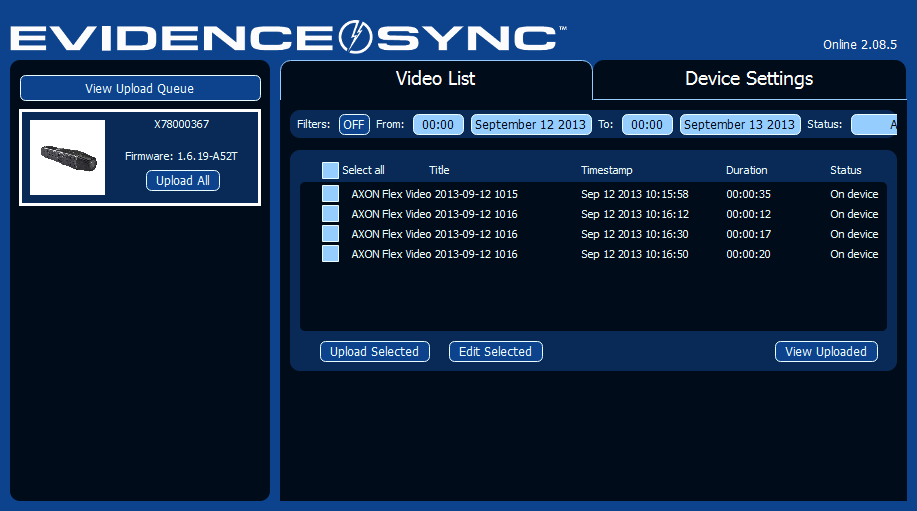 EVIDENCE SYNC™
Online 2.08.5
View Upload Queue
X78000367
Firmware: 1.6.19-A52T
Upload All
Video List
Device Settings
Filters: OFF From: 00:00 September 12 2013 To: 00:00 September 13 2013 Status: A
Select all Title Timestamp Duration Status
AXON Flex Video 2013-09-12 1015 Sep 12 2013 10:15:58 00:00:35 On device
AXON Flex Video 2013-09-12 1016 Sep 12 2013 10:16:12 00:00:12 On device
AXON Flex Video 2013-09-12 1016 Sep 12 2013 10:16:30 00:00:17 On device
AXON Flex Video 2013-09-12 1016 Sep 12 2013 10:16:50 00:00:20 On device
Upload Selected Edit Selected View Uploaded